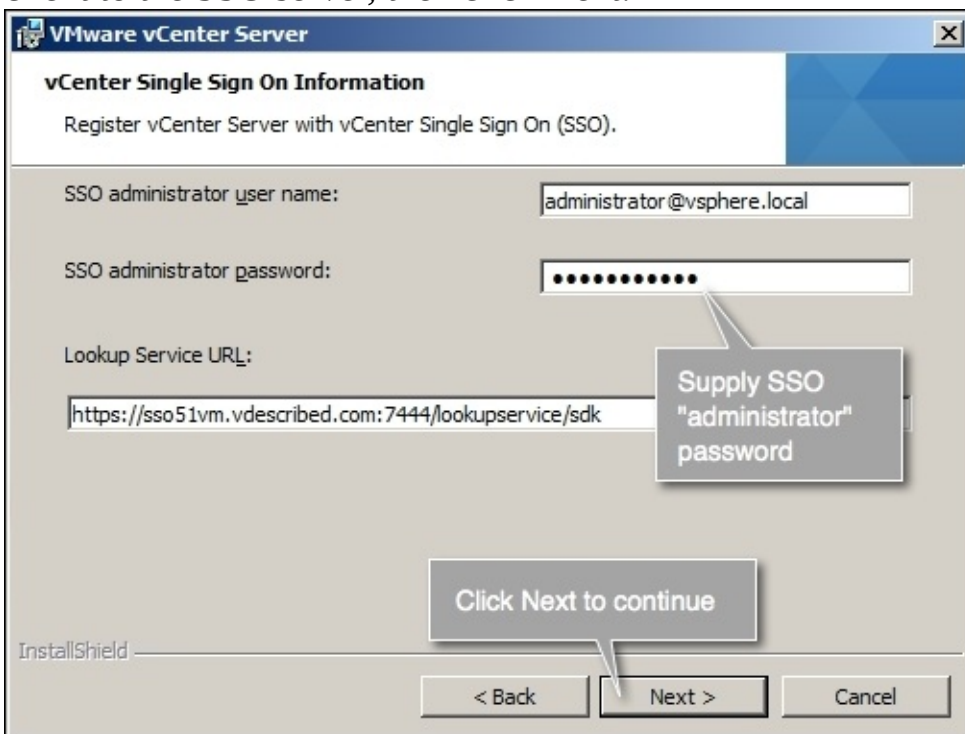 VMware vCenter Server
vCenter Single Sign On Information
Register vCenter Server with vCenter Single Sign On (SSO).
SSO administrator user name:
administrator@vsphere.local
SSO administrator password:
•••••••••••
Lookup Service URL:
https://sso51vm.vdescribed.com:7444/lookupservice/sdk
Supply SSO
"administrator"
password
Click Next to continue
InstallShield
< Back
Next >
Cancel